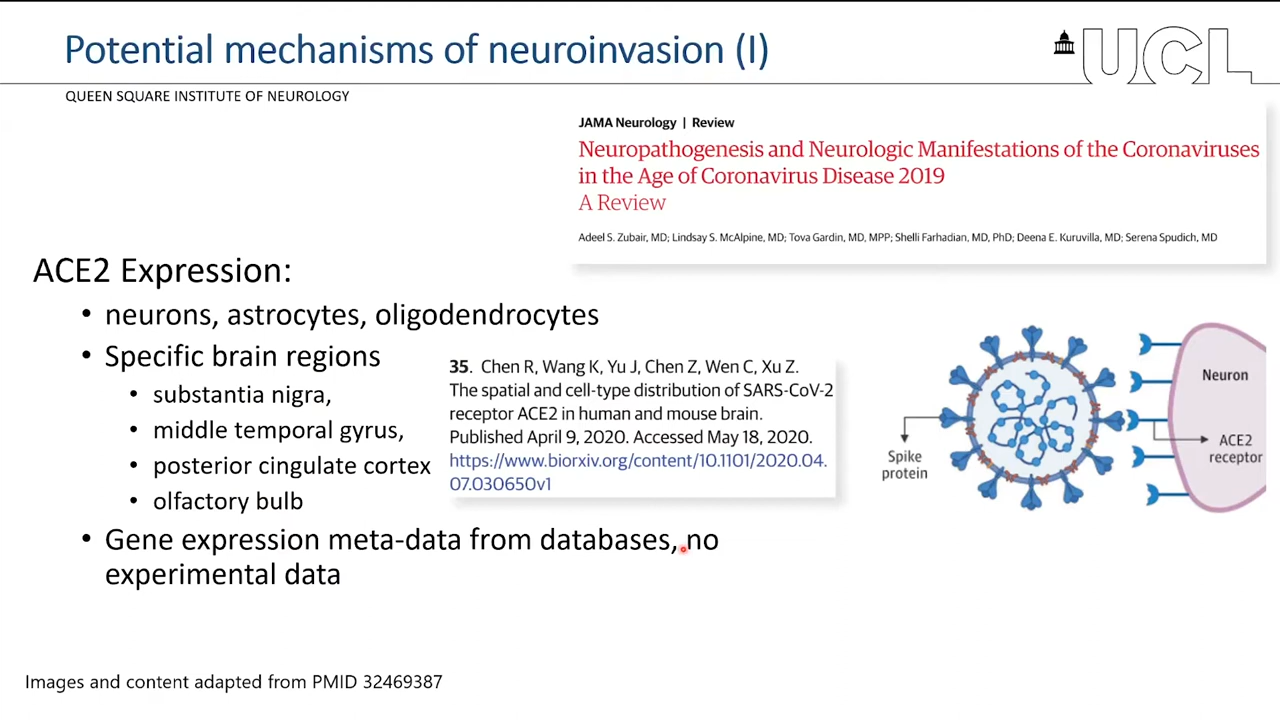 Potential mechanisms of neuroinvasion (I)
UCL
QUEEN SQUARE INSTITUTE OF NEUROLOGY
JAMA Neurology | Review
Neuropathogenesis and Neurologic Manifestations of the Coronaviruses
in the Age of Coronavirus Disease 2019
A Review
Adeel S. Zubair, MD; Lindsay S. McAlpine, MD; Tova Gardin, MD, MPP; Shelli Farhadian, MD, PhD; Deena E. Kuruvilla, MD; Serena Spudich, MD
ACE2 Expression:
• neurons, astrocytes, oligodendrocytes
• Specific brain regions
• substantia nigra,
• middle temporal gyrus,
• posterior cingulate cortex
• olfactory bulb
35. Chen R, Wang K, Yu J, Chen Z, Wen C, Xu Z.
The spatial and cell-type distribution of SARS-CoV-2
receptor ACE2 in human and mouse brain.
Published April 9, 2020. Accessed May 18, 2020.
https://www.biorxiv.org/content/10.1101/2020.04.
07.030650v1
Neuron
Spike
protein
ACE2
receptor
• Gene expression meta-data from databases, no
experimental data
Images and content adapted from PMID 32469387